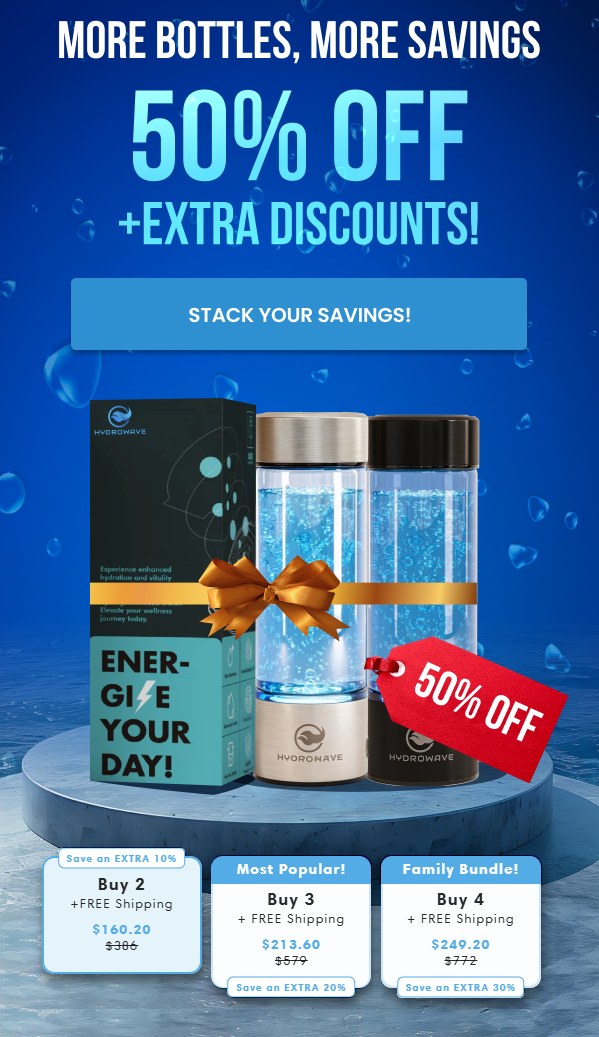 MORE BOTTLES, MORE SAVINGS
50% OFF
+EXTRA DISCOUNTS!
STACK YOUR SAVINGS!
HYDROWAVE
Experience enhanced
hydration and vitality
Elevate your wellness
journey today.
ENER-
GISE
YOUR
DAY!
50% OFF
HYDROWAVE
HYDROWAVE
Save an EXTRA 10%
Buy 2
+FREE Shipping
$160.20
$386
Most Popular!
Buy 3
+ FREE Shipping
$213.60
$579
Save an EXTRA 20%
Family Bundle!
Buy 4
+ FREE Shipping
$249.20
$772
Save an EXTRA 30%